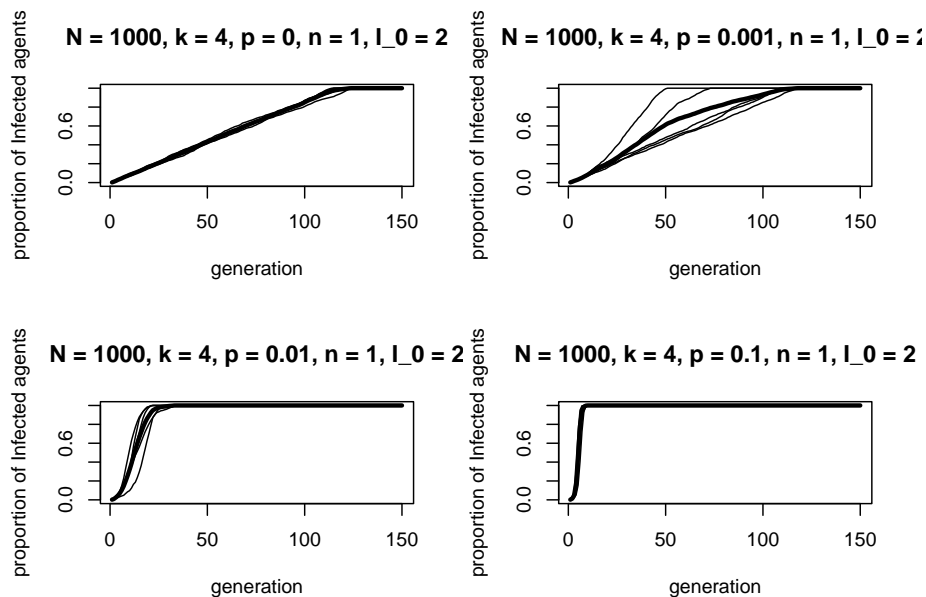 N = 1000, k = 4, p = 0, n = 1, I_0 = 2
proportion of Infected agents
0.6
0.0
0 50 100 150
generation
N = 1000, k = 4, p = 0.001, n = 1, I_0 = 2
proportion of Infected agents
0.6
0.0
0 50 100 150
generation
N = 1000, k = 4, p = 0.01, n = 1, I_0 = 2
proportion of Infected agents
0.6
0.0
0 50 100 150
generation
N = 1000, k = 4, p = 0.1, n = 1, I_0 = 2
proportion of Infected agents
0.6
0.0
0 50 100 150
generation